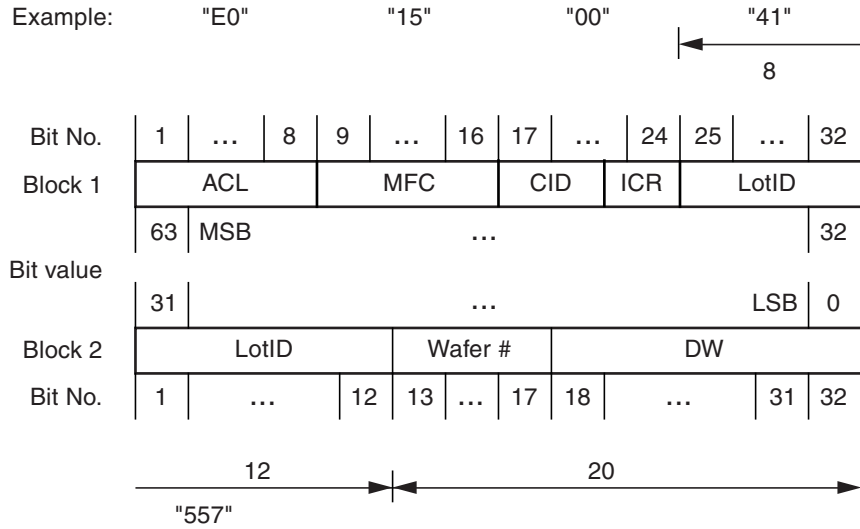 Example: "E0" "15" "00" "41"
8
Bit No. 1 ... 8 9 ... 16 17 ... 24 25 ... 32
Block 1 ACL MFC CID ICR LotID
63 MSB ... 32
Bit value
31 ... LSB 0
Block 2 LotID Wafer # DW
Bit No. 1 ... 12 13 ... 17 18 ... 31 32
12 20
"557"